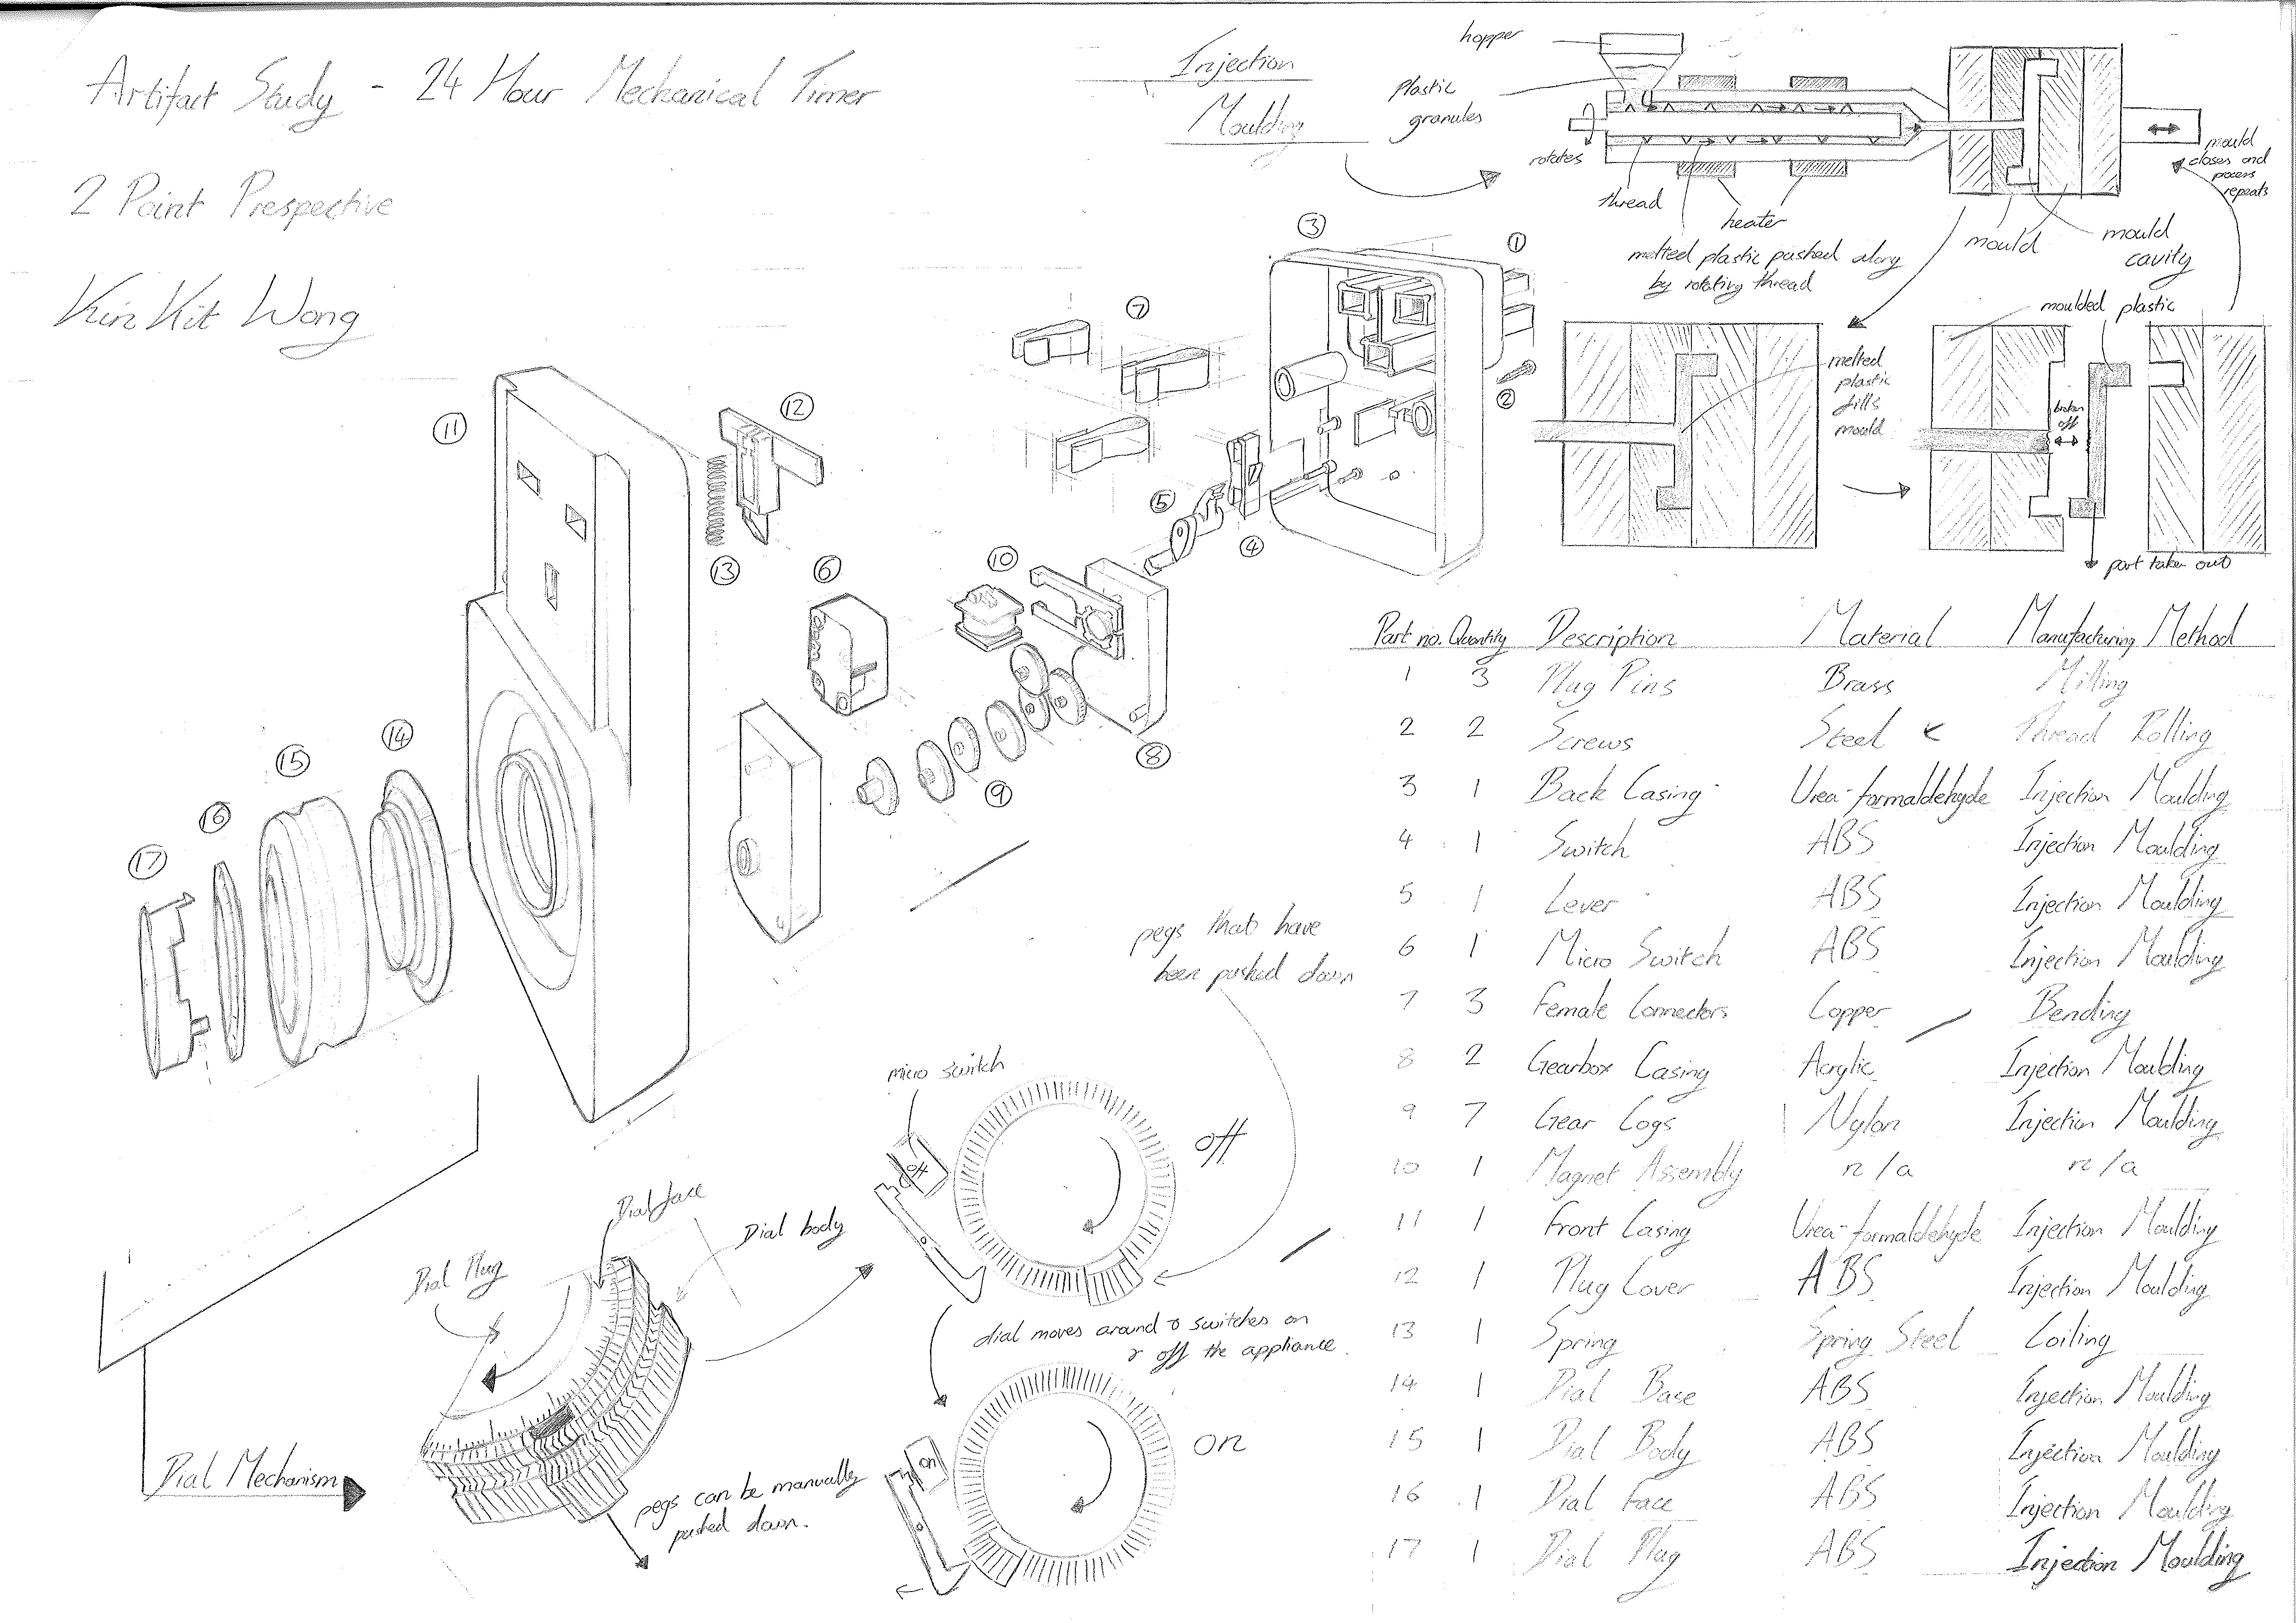 Artifact Study - 24 Hour Mechanical Timer
2 Point Prespective
Kin Kit Wong
Injection
Moulding
hopper
plastic
granules
rotates
thread
heater
melted plastic pushed along
by rotating thread
mould
mould
cavity
mould
closes and
process
repeats
melted
plastic
fills
mould
moulded plastic
broken
off
part taken out
1
2
3
4
5
6
7
8
9
10
11
12
13
14
15
16
17
Part no. Quantity Description Material Manufacturing Method
1 3 Plug Pins Brass Milling
2 2 Screws Steel Thread Rolling
3 1 Back Casing Urea-formaldehyde Injection Moulding
4 1 Switch ABS Injection Moulding
5 1 Lever ABS Injection Moulding
6 1 Micro Switch ABS Injection Moulding
7 3 Female Connectors Copper Bending
8 2 Gearbox Casing Acrylic Injection Moulding
9 7 Gear Cogs Nylon Injection Moulding
10 1 Magnet Assembly n/a n/a
11 1 Front Casing Urea-formaldehyde Injection Moulding
12 1 Plug Cover ABS Injection Moulding
13 1 Spring Spring Steel Coiling
14 1 Dial Base ABS Injection Moulding
15 1 Dial Body ABS Injection Moulding
16 1 Dial Face ABS Injection Moulding
17 1 Dial Plug ABS Injection Moulding
pegs that have
been pushed down
micro switch
off
off
dial moves around & switches on
& off the appliance.
on
on
Dial face
Dial body
Dial Plug
Dial Mechanism
pegs can be manually
pushed down.